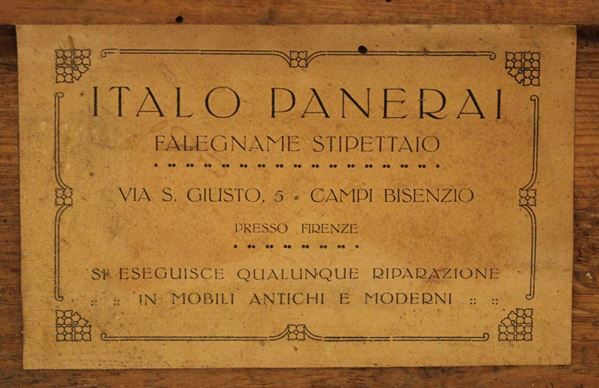 ITALO PANERAI
FALEGNAME STIPETTAIO
VIA S. GIUSTO, 5 - CAMPI BISENZIO
PRESSO FIRENZE
SI ESEGUISCE QUALUNQUE RIPARAZIONE
IN MOBILI ANTICHI E MODERNI